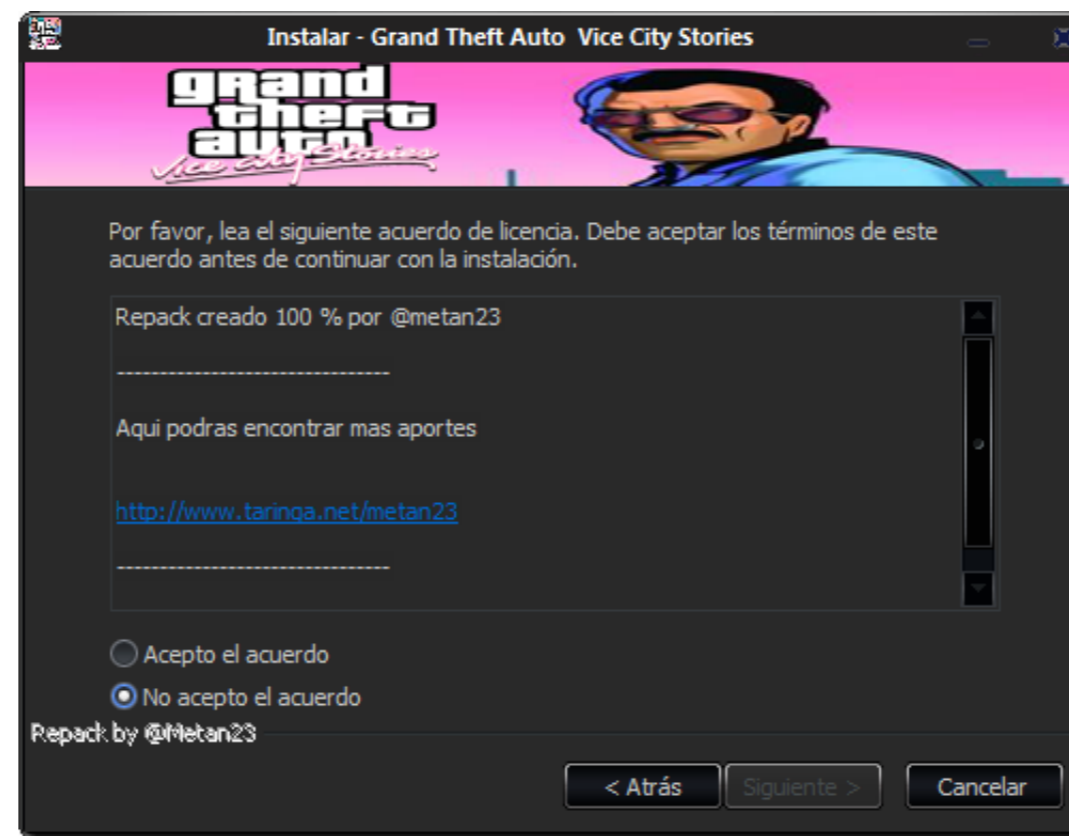 Instalar - Grand Theft Auto Vice City Stories
grand
theft
auto
Vice City Stories
Por favor, lea el siguiente acuerdo de licencia. Debe aceptar los términos de este
acuerdo antes de continuar con la instalación.
Repack creado 100 % por @metan23
-------------------------------
Aqui podras encontrar mas aportes
http://www.taringa.net/metan23
-------------------------------
Acepto el acuerdo
No acepto el acuerdo
Repack by @Metan23
< Atrás Siguiente > Cancelar